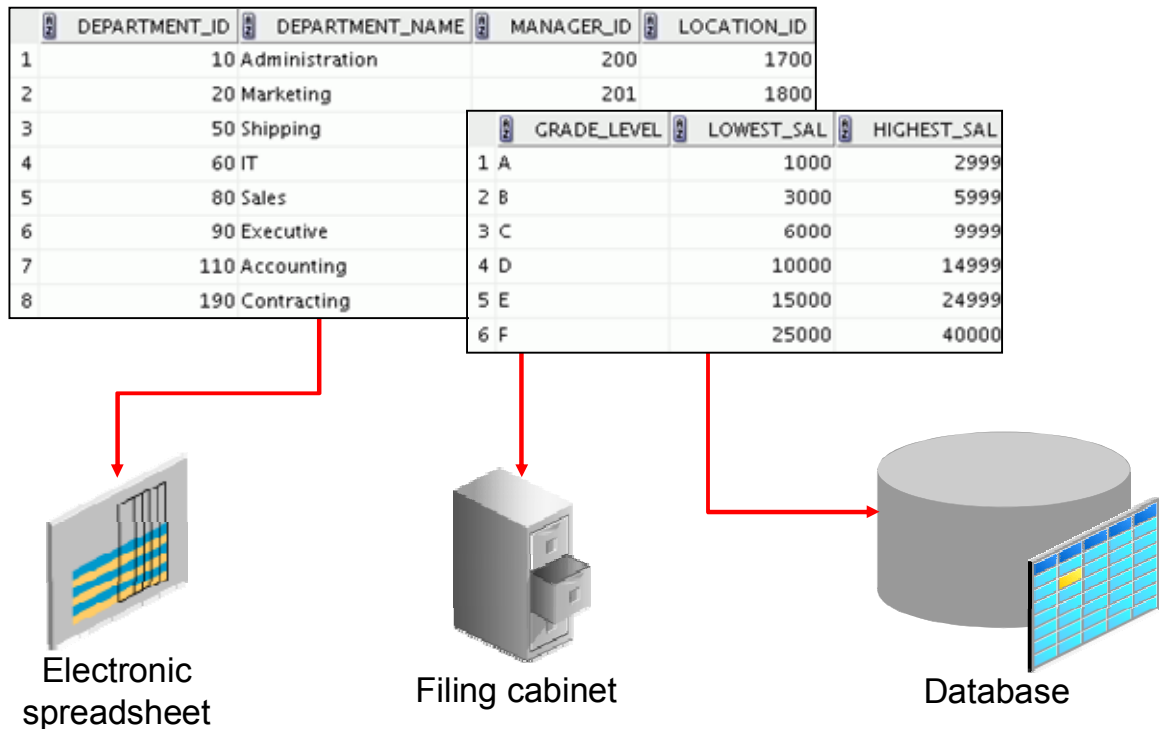 DEPARTMENT_ID DEPARTMENT_NAME MANAGER_ID LOCATION_ID
1 10 Administration 200 1700
2 20 Marketing 201 1800
3 50 Shipping
4 60 IT
5 80 Sales
6 90 Executive
7 110 Accounting
8 190 Contracting
GRADE_LEVEL LOWEST_SAL HIGHEST_SAL
1 A 1000 2999
2 B 3000 5999
3 C 6000 9999
4 D 10000 14999
5 E 15000 24999
6 F 25000 40000
Electronic
spreadsheet
Filing cabinet
Database